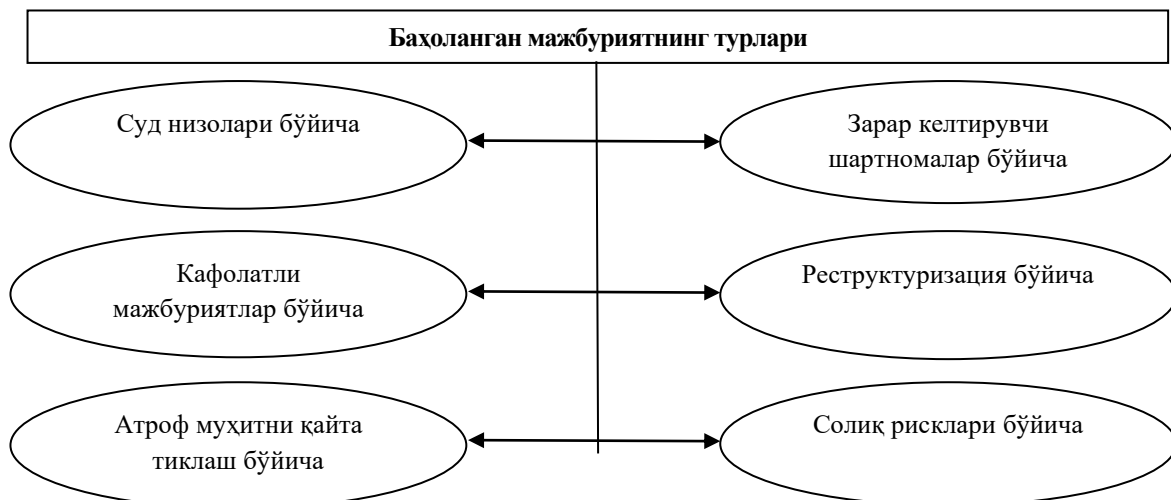 Баҳоланган мажбуриятнинг турлари
Суд низолари бўйича
Зарар келтирувчи
шартномалар бўйича
Кафолатли
мажбуриятлар бўйича
Реструктуризация бўйича
Атроф муҳитни қайта
тиклаш бўйича
Солиқ рисклари бўйича